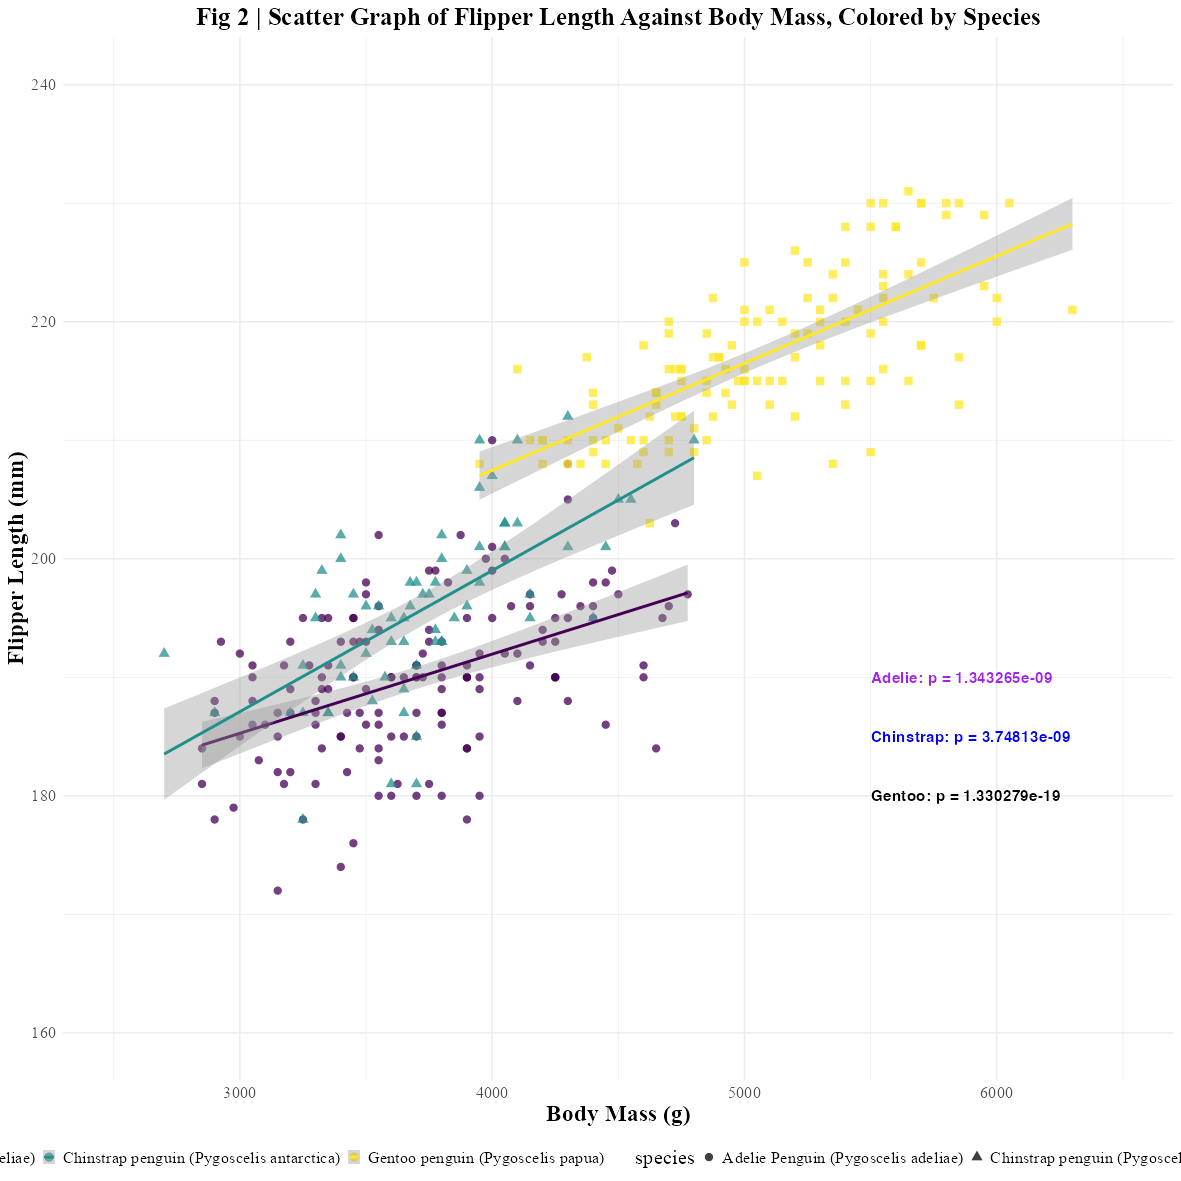 Fig 2 | Scatter Graph of Flipper Length Against Body Mass, Colored by Species
240
220
200
180
160
Flipper Length (mm)
Adelie: p = 1.343265e-09
Chinstrap: p = 3.74813e-09
Gentoo: p = 1.330279e-19
3000 4000 5000 6000
Body Mass (g)
eliae) Chinstrap penguin (Pygoscelis antarctica) Gentoo penguin (Pygoscelis papua) species Adelie Penguin (Pygoscelis adeliae) Chinstrap penguin (Pygoscel